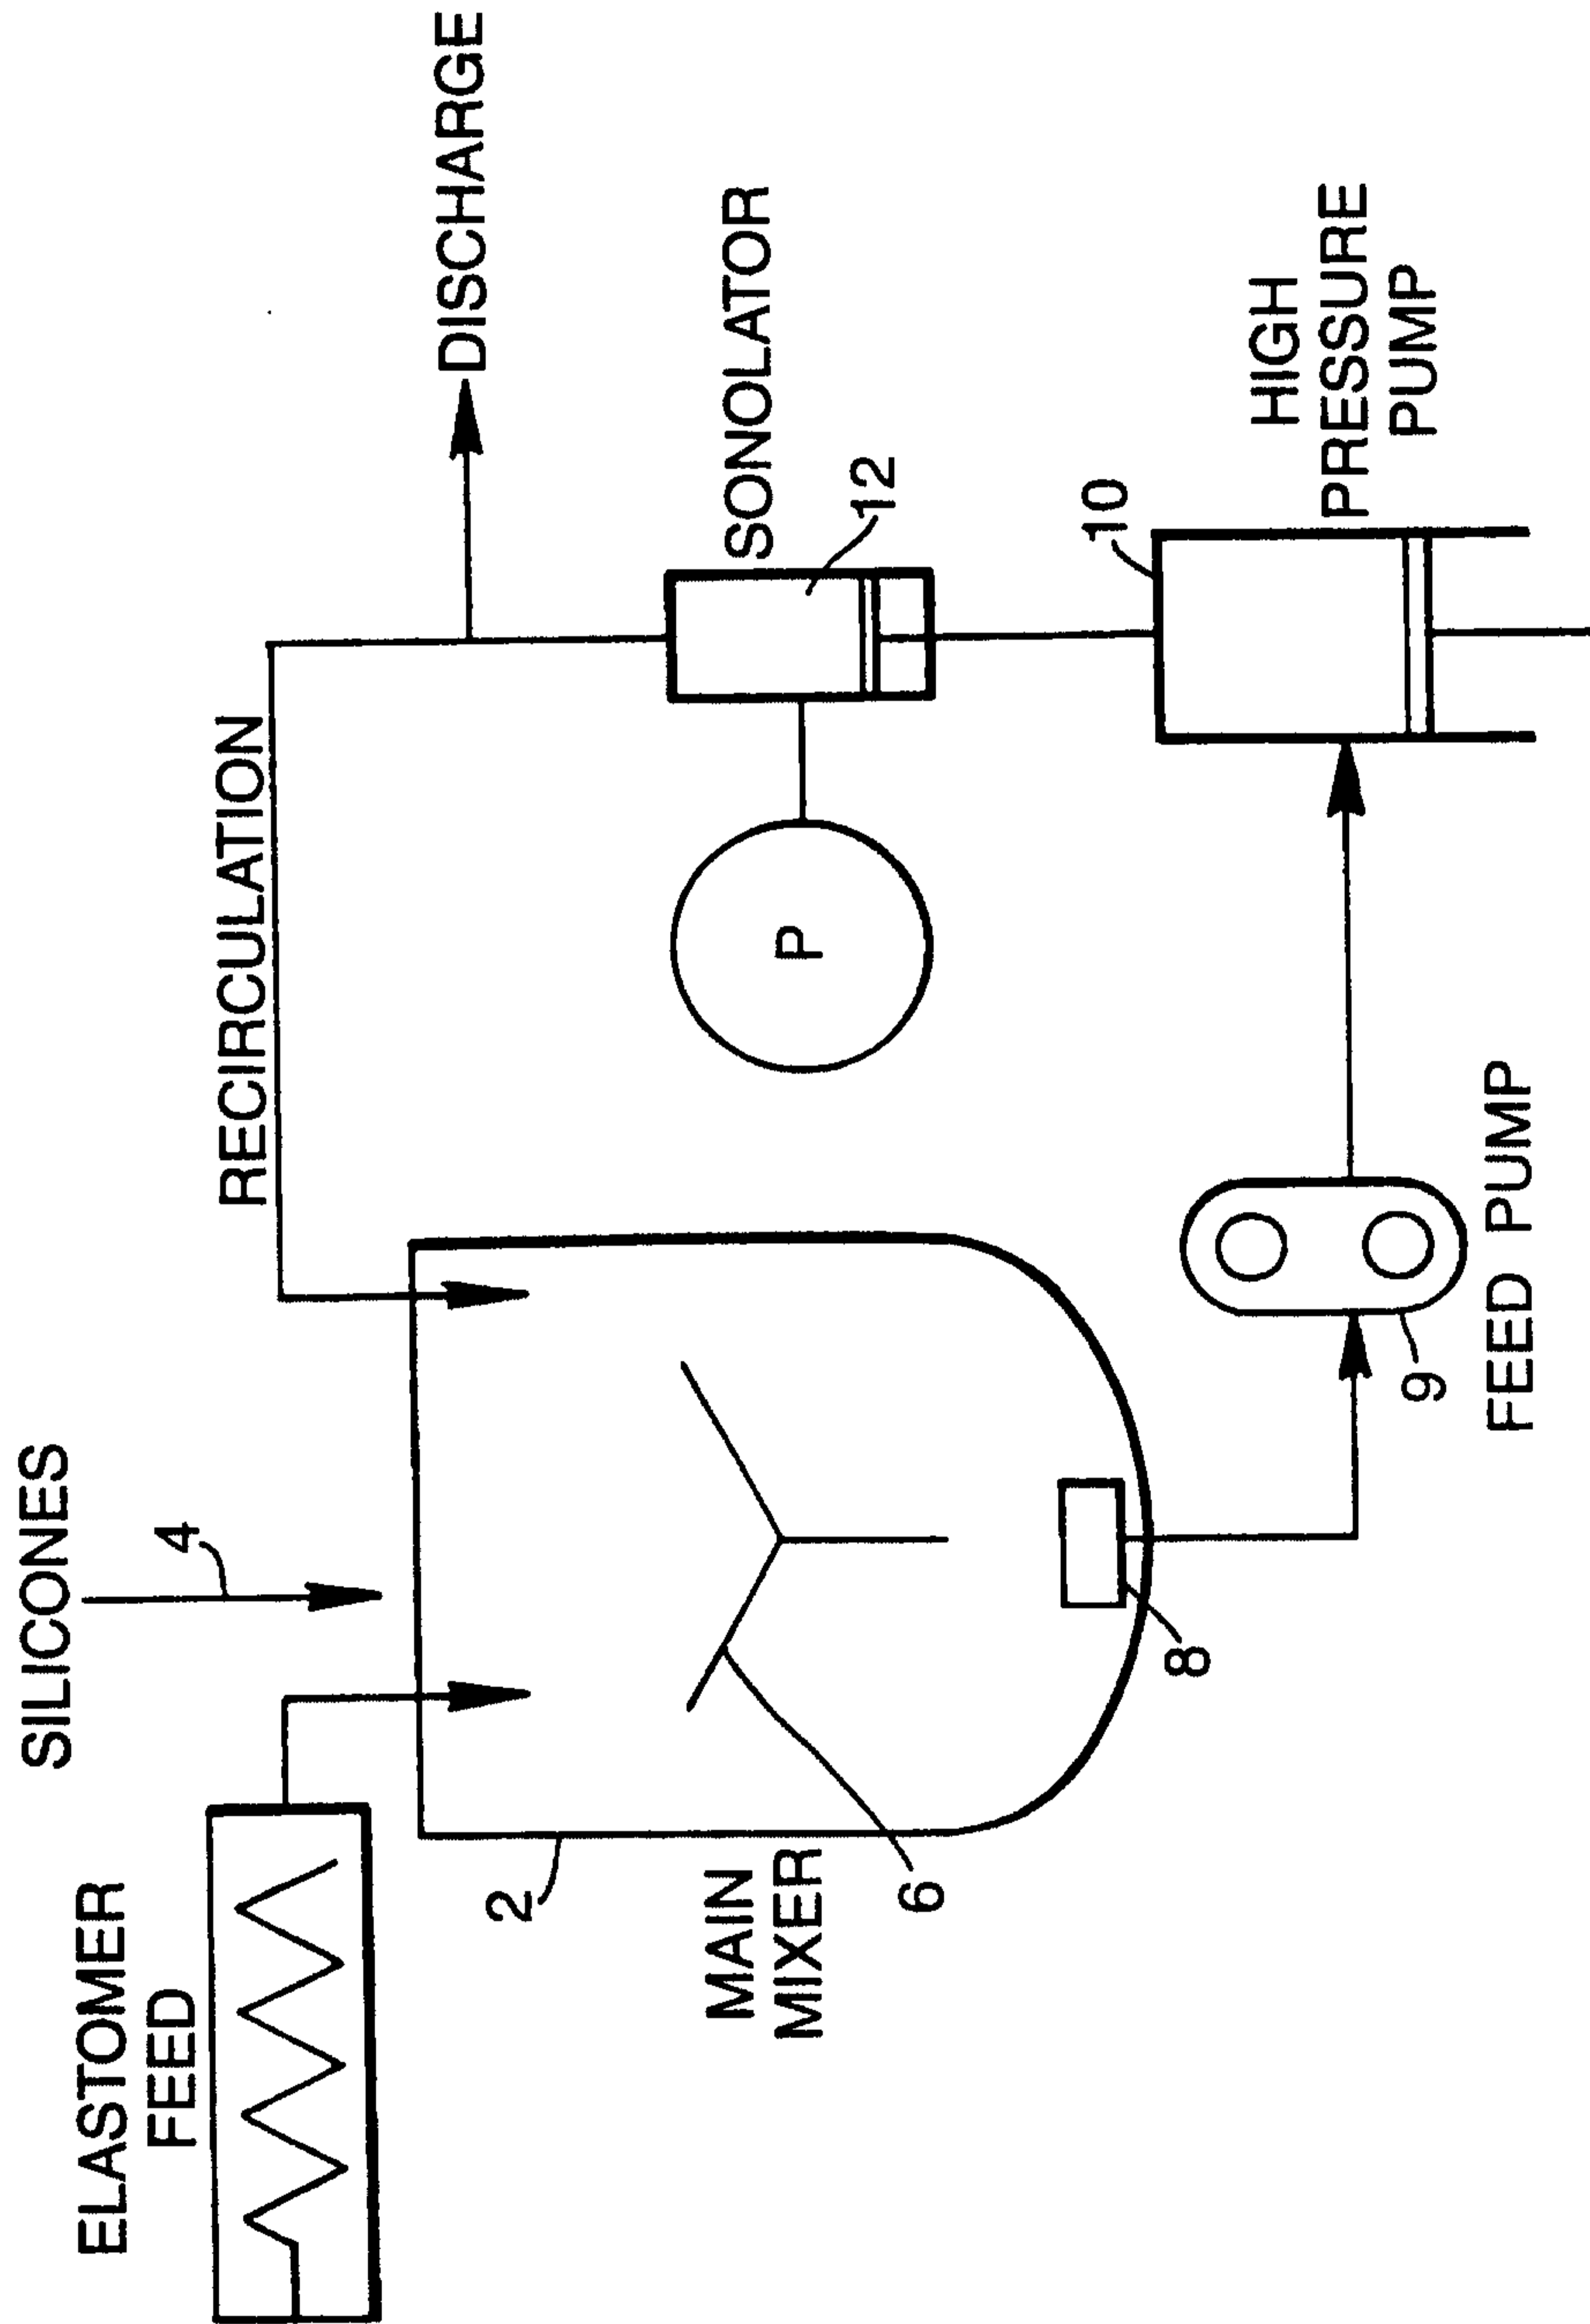 SILICONES
4
ELASTOMER
FEED
RECIRCULATION
DISCHARGE
2
MAIN
MIXER
6
8
P
SONOLATOR
12
10
HIGH
PRESSURE
PUMP
9
FEED PUMP